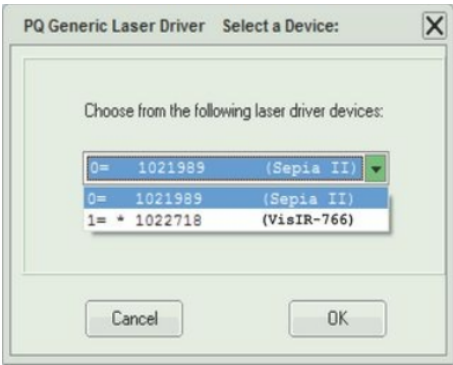 PQ Generic Laser Driver Select a Device:
Choose from the following laser driver devices:
0= 1021989 (Sepia II)
0= 1021989 (Sepia II)
1= * 1022718 (VisIR-766)
Cancel OK